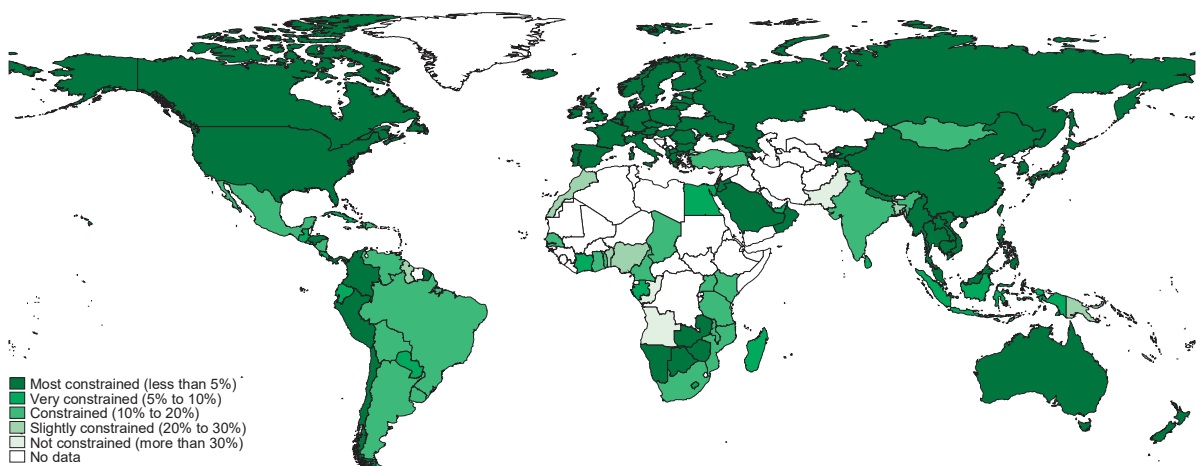 Most constrained (less than 5%)
Very constrained (5% to 10%)
Constrained (10% to 20%)
Slightly constrained (20% to 30%)
Not constrained (more than 30%)
No data